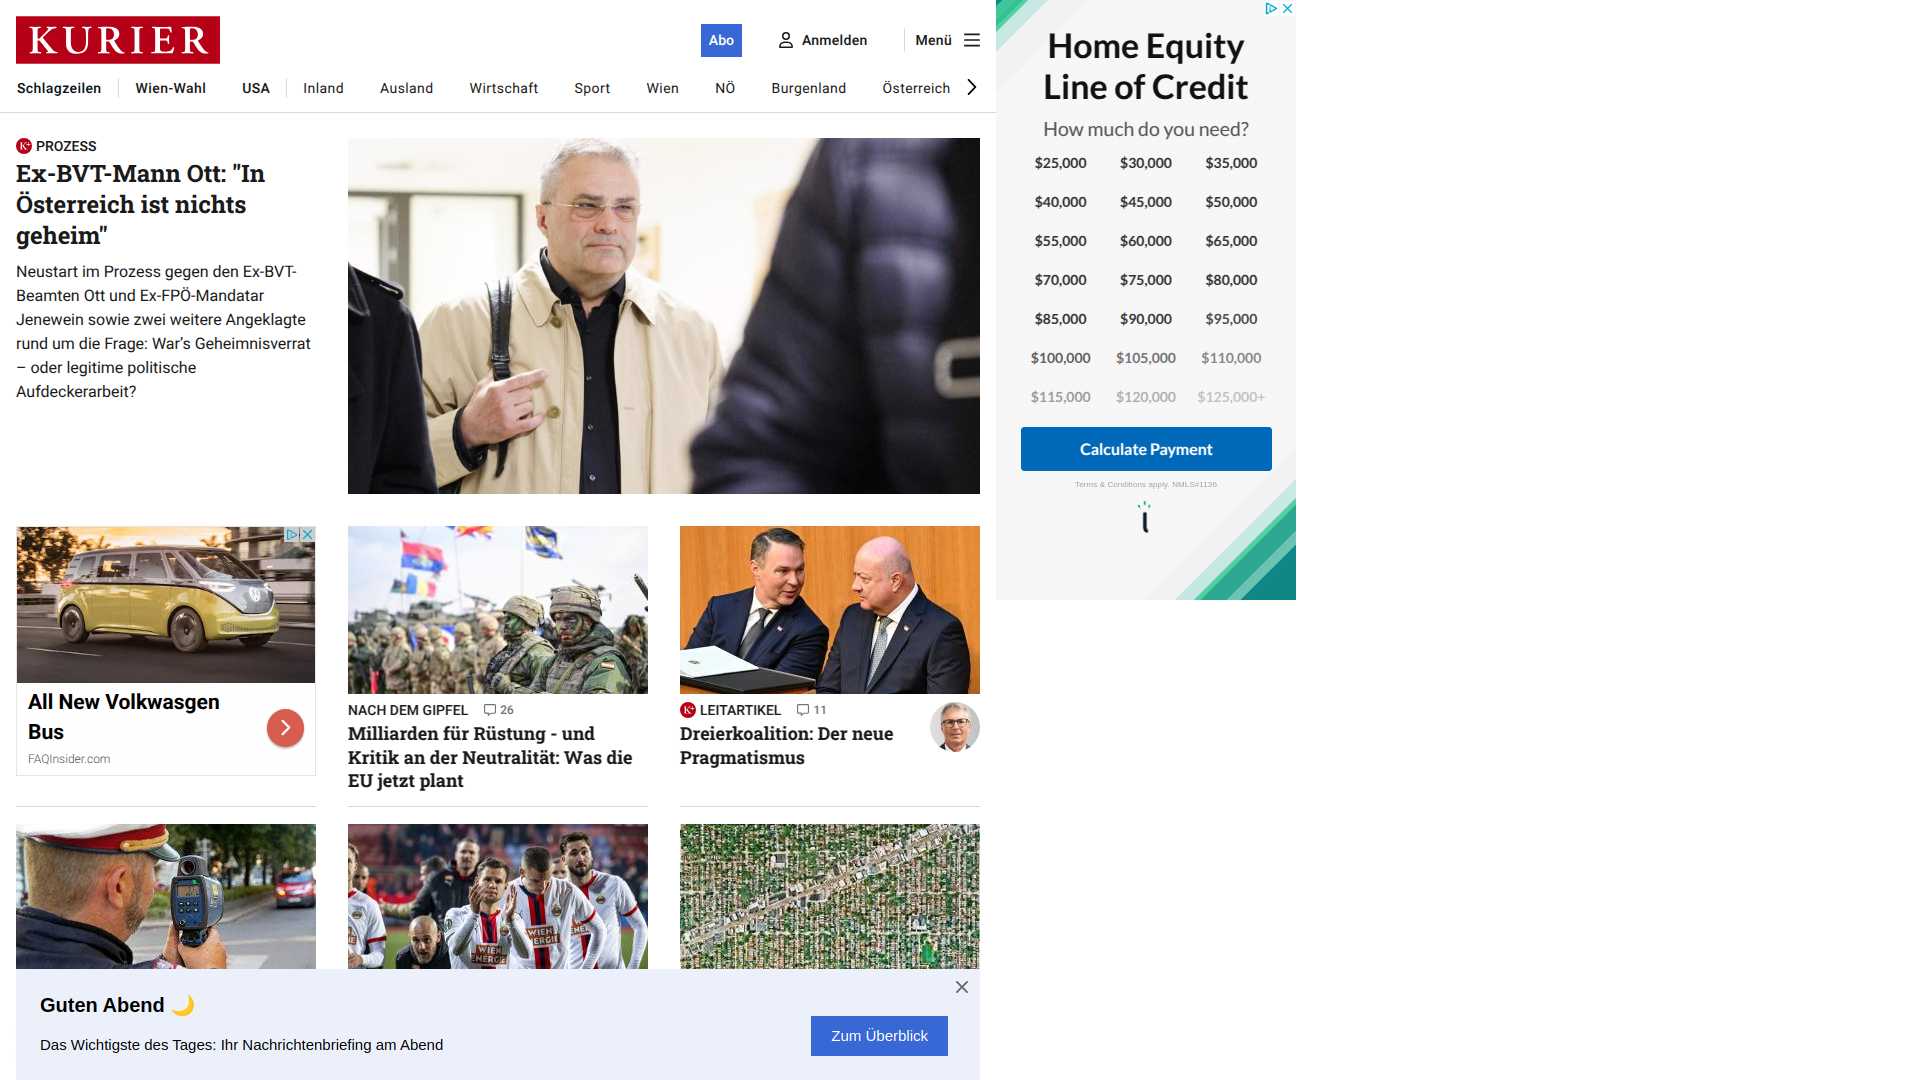 KURIER
Abo
Anmelden
Menü
Schlagzeilen
Wien-Wahl
USA
Inland
Ausland
Wirtschaft
Sport
Wien
NÖ
Burgenland
Österreich
PROZESS
Ex-BVT-Mann Ott: "In
Österreich ist nichts
geheim"
Neustart im Prozess gegen den Ex-BVT-
Beamten Ott und Ex-FPÖ-Mandatar
Jenewein sowie zwei weitere Angeklagte
rund um die Frage: War's Geheimnisverrat
– oder legitime politische
Aufdeckerarbeit?
All New Volkwasgen
Bus
FAQInsider.com
NACH DEM GIPFEL 26
Milliarden für Rüstung - und
Kritik an der Neutralität: Was die
EU jetzt plant
K+ LEITARTIKEL 11
Dreierkoalition: Der neue
Pragmatismus
WIEN
ENERGIE
WIEN
ENERGIE
Guten Abend 🌙
Das Wichtigste des Tages: Ihr Nachrichtenbriefing am Abend
Zum Überblick
Home Equity
Line of Credit
How much do you need?
$25,000 $30,000 $35,000
$40,000 $45,000 $50,000
$55,000 $60,000 $65,000
$70,000 $75,000 $80,000
$85,000 $90,000 $95,000
$100,000 $105,000 $110,000
$115,000 $120,000 $125,000+
Calculate Payment
Terms & Conditions apply. NMLS#1136